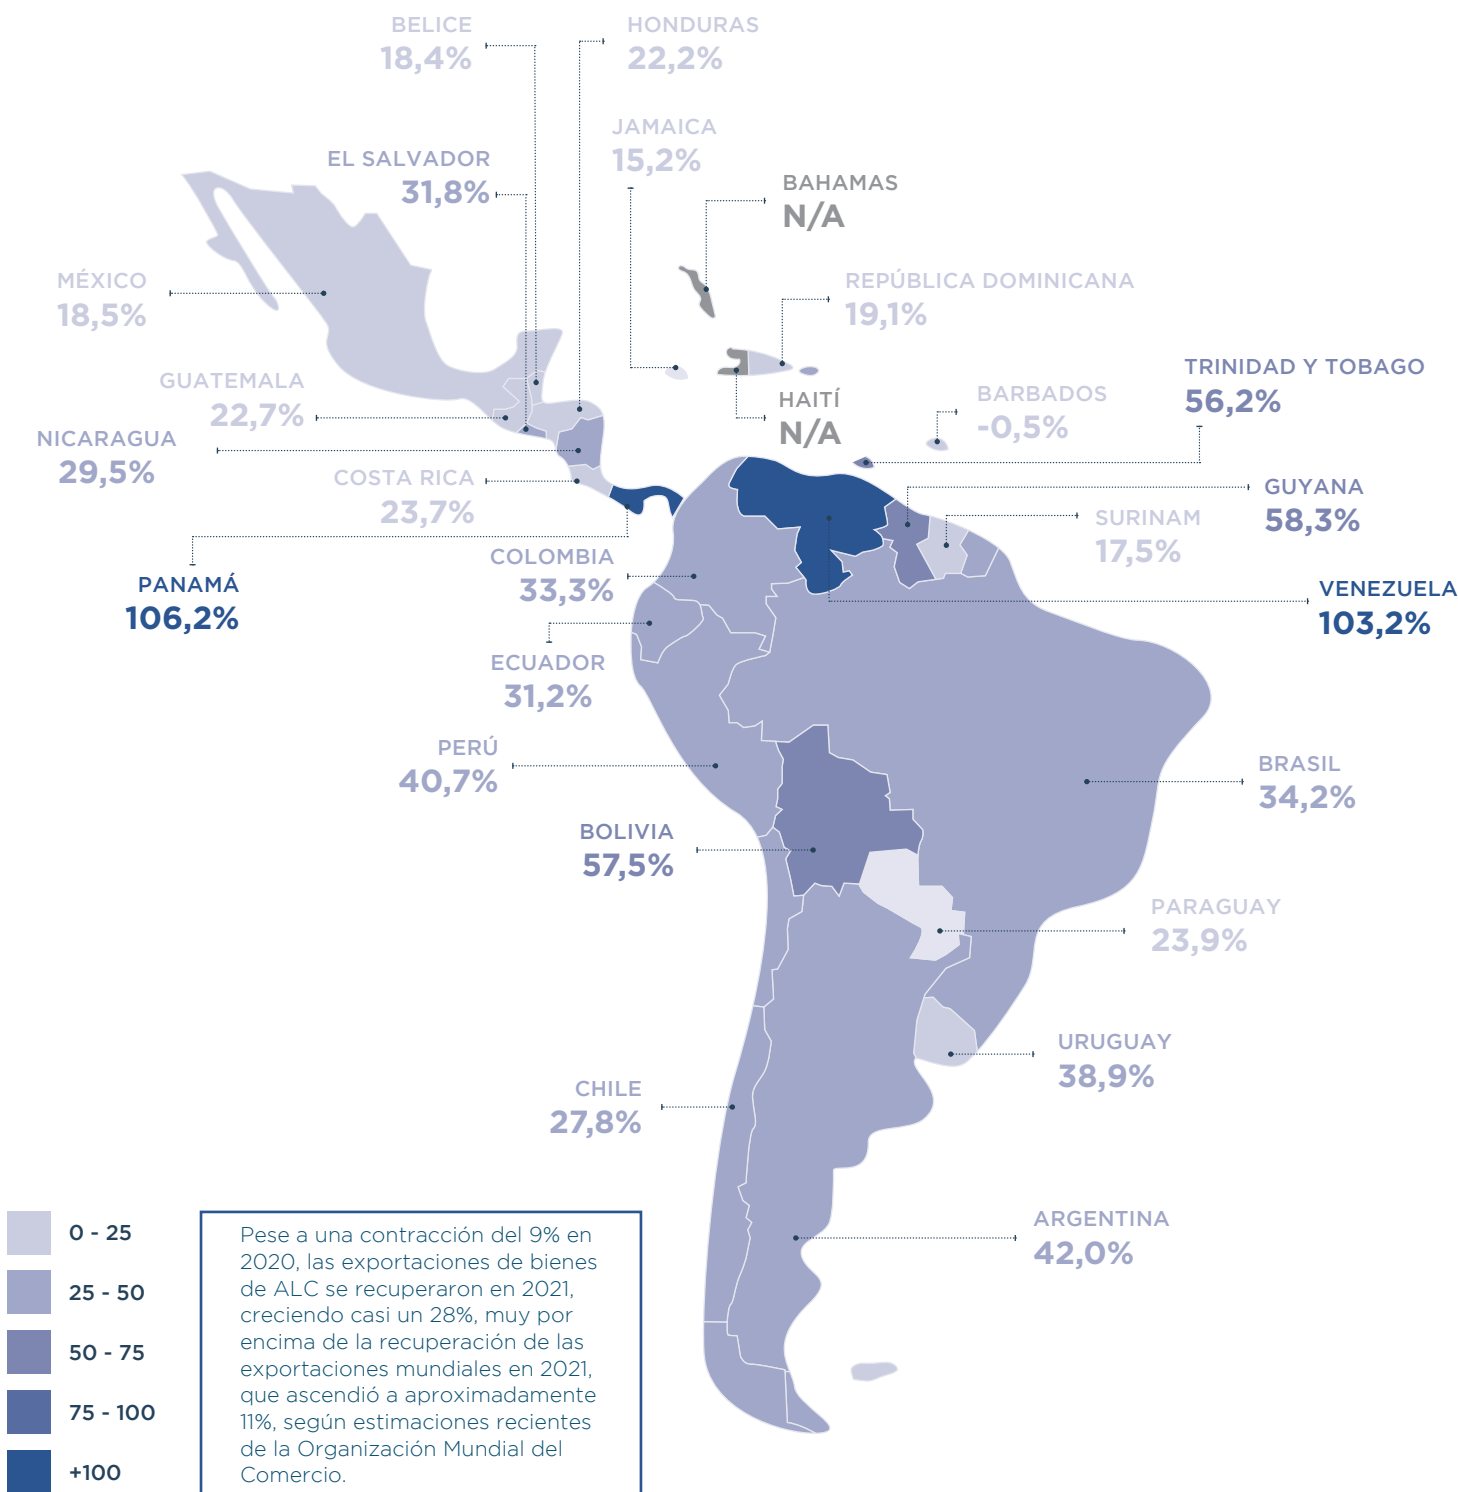 BELICE
18,4%
HONDURAS
22,2%
JAMAICA
15,2%
EL SALVADOR
31,8%
BAHAMAS
N/A
MÉXICO
18,5%
REPÚBLICA DOMINICANA
19,1%
GUATEMALA
22,7%
TRINIDAD Y TOBAGO
56,2%
HAITÍ
N/A
BARBADOS
-0,5%
NICARAGUA
29,5%
COSTA RICA
23,7%
GUYANA
58,3%
SURINAM
17,5%
COLOMBIA
33,3%
PANAMÁ
106,2%
VENEZUELA
103,2%
ECUADOR
31,2%
PERÚ
40,7%
BRASIL
34,2%
BOLIVIA
57,5%
PARAGUAY
23,9%
URUGUAY
38,9%
CHILE
27,8%
ARGENTINA
42,0%
0 - 25
25 - 50
50 - 75
75 - 100
+100
Pese a una contracción del 9% en
2020, las exportaciones de bienes
de ALC se recuperaron en 2021,
creciendo casi un 28%, muy por
encima de la recuperación de las
exportaciones mundiales en 2021,
que ascendió a aproximadamente
11%, según estimaciones recientes
de la Organización Mundial del
Comercio.